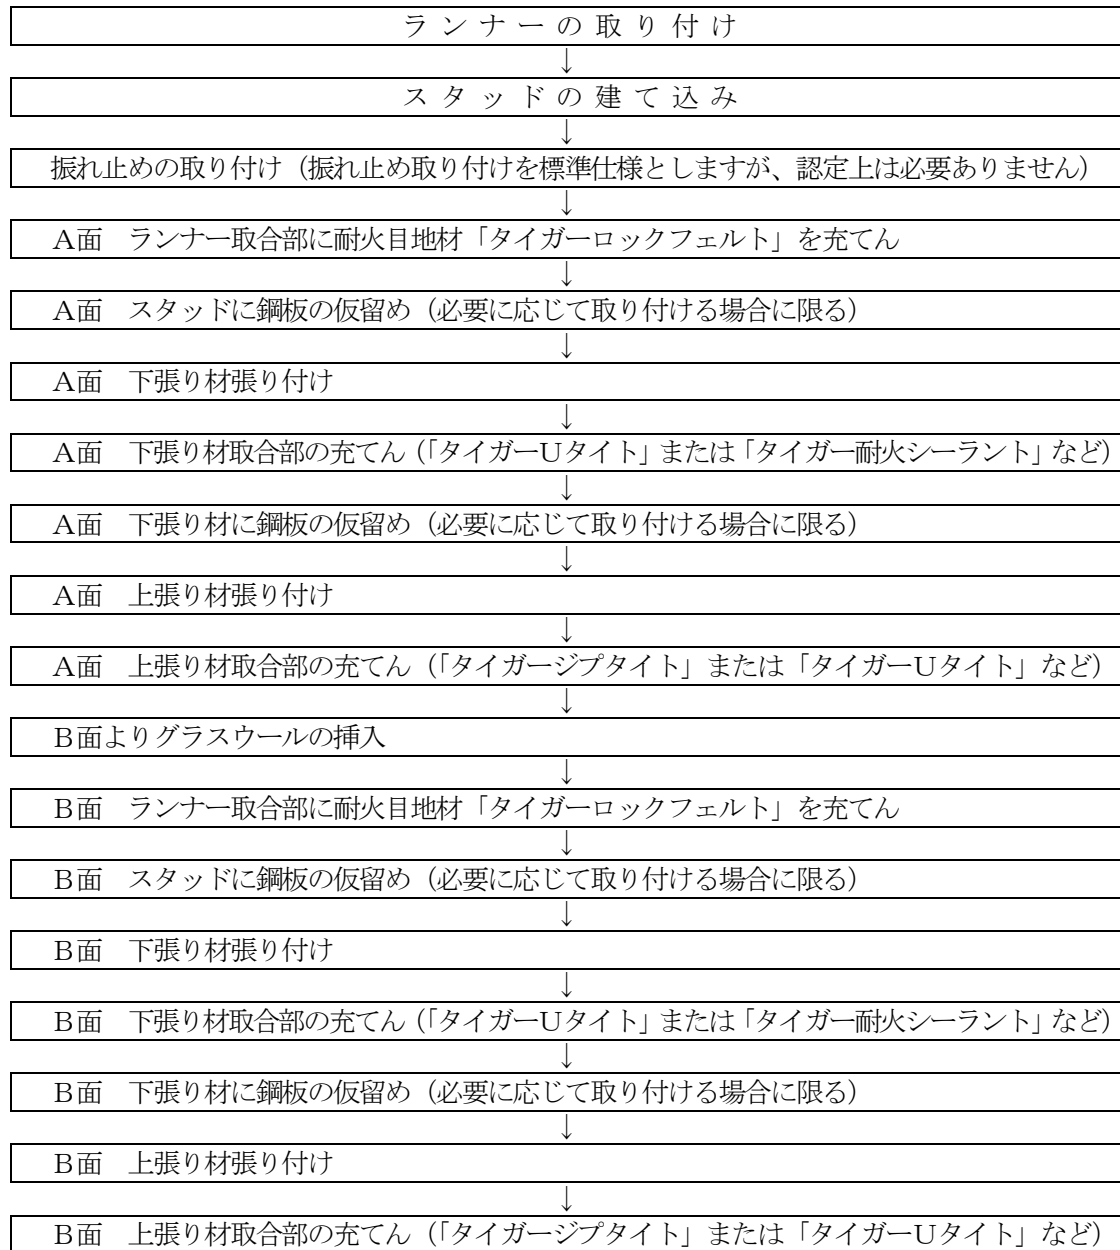 ランナーの取り付け
↓
スタッドの建て込み
↓
振れ止めの取り付け（振れ止め取り付けを標準仕様としますが、認定上は必要ありません）
↓
Ａ面　ランナー取合部に耐火目地材「タイガーロックフェルト」を充てん
↓
Ａ面　スタッドに鋼板の仮留め（必要に応じて取り付ける場合に限る）
↓
Ａ面　下張り材張り付け
↓
Ａ面　下張り材取合部の充てん（「タイガーＵタイト」または「タイガー耐火シーラント」など）
↓
Ａ面　下張り材に鋼板の仮留め（必要に応じて取り付ける場合に限る）
↓
Ａ面　上張り材張り付け
↓
Ａ面　上張り材取合部の充てん（「タイガージプタイト」または「タイガーＵタイト」など）
↓
Ｂ面よりグラスウールの挿入
↓
Ｂ面　ランナー取合部に耐火目地材「タイガーロックフェルト」を充てん
↓
Ｂ面　スタッドに鋼板の仮留め（必要に応じて取り付ける場合に限る）
↓
Ｂ面　下張り材張り付け
↓
Ｂ面　下張り材取合部の充てん（「タイガーＵタイト」または「タイガー耐火シーラント」など）
↓
Ｂ面　下張り材に鋼板の仮留め（必要に応じて取り付ける場合に限る）
↓
Ｂ面　上張り材張り付け
↓
Ｂ面　上張り材取合部の充てん（「タイガージプタイト」または「タイガーＵタイト」など）